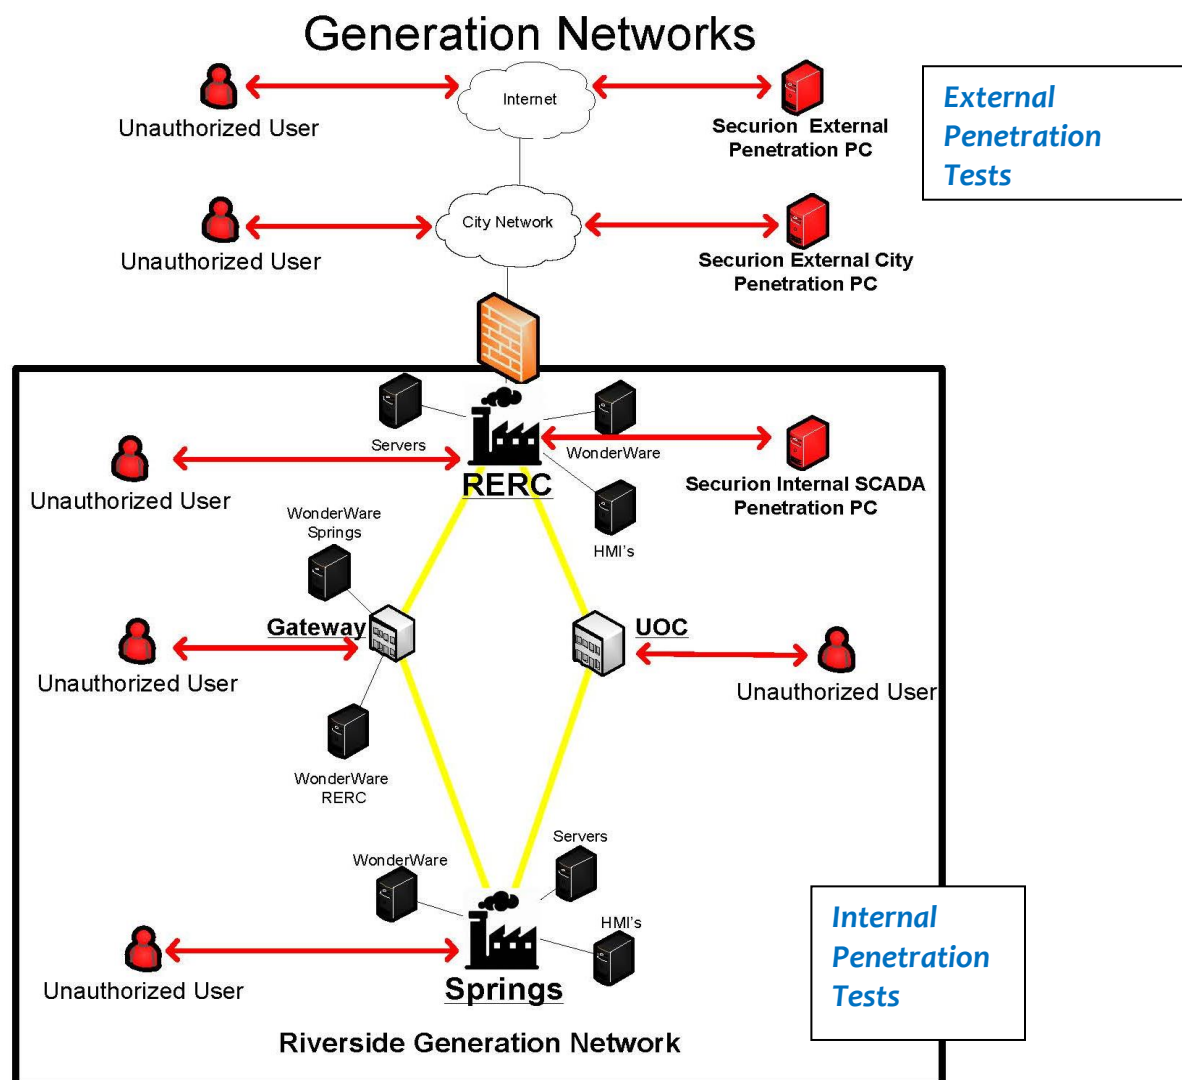 Generation Networks
Internet
Unauthorized User
Securion External
Penetration PC
External
Penetration
Tests
City Network
Unauthorized User
Securion External City
Penetration PC
Servers
WonderWare
RERC
Unauthorized User
Securion Internal SCADA
Penetration PC
WonderWare
Springs
HMI's
Gateway
UOC
Unauthorized User
Unauthorized User
WonderWare
RERC
Servers
WonderWare
HMI's
Internal
Penetration
Tests
Unauthorized User
Springs
Riverside Generation Network